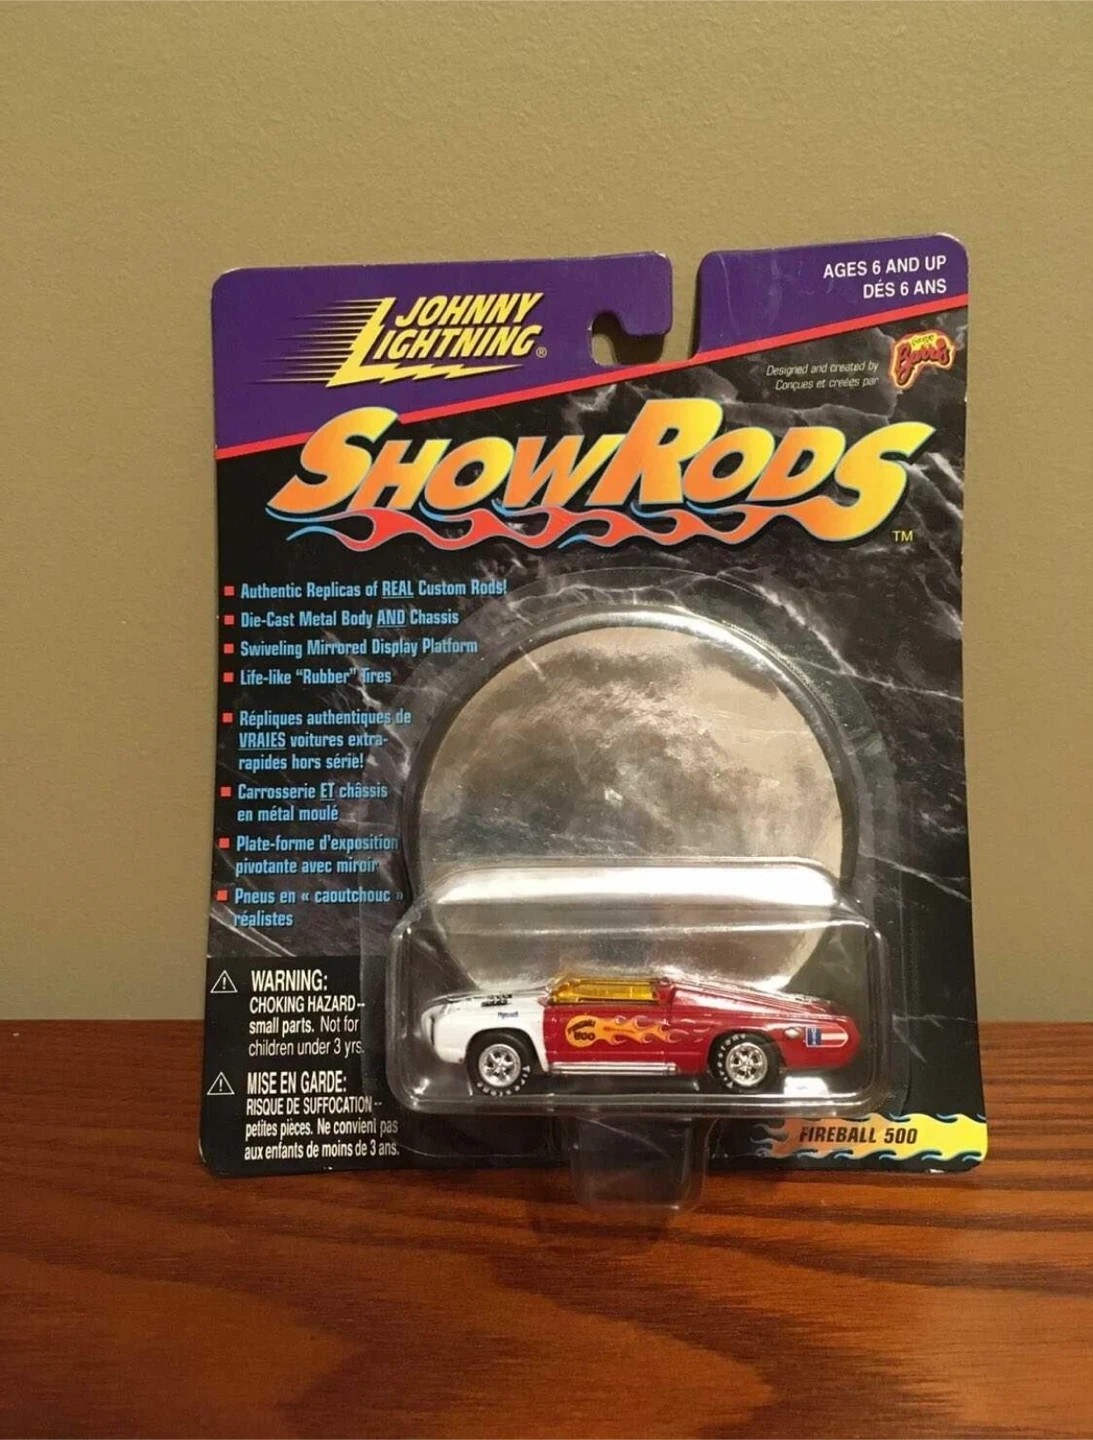 JOHNNY
LIGHTNING®
AGES 6 AND UP
DÉS 6 ANS
Designed and created by
Conçues et créées par
Barris
SHOWRODS
TM
Authentic Replicas of REAL Custom Rods!
Die-Cast Metal Body AND Chassis
Swiveling Mirrored Display Platform
Life-like "Rubber" Tires
Répliques authentiques de
VRAIES voitures extra-
rapides hors série!
Carrosserie ET châssis
en métal moulé
Plate-forme d'exposition
pivotante avec miroir
Pneus en « caoutchouc »
réalistes
WARNING:
CHOKING HAZARD--
small parts. Not for
children under 3 yrs.
MISE EN GARDE:
RISQUE DE SUFFOCATION--
petites pièces. Ne convient pas
aux enfants de moins de 3 ans.
Plymouth
500
FIREBALL 500